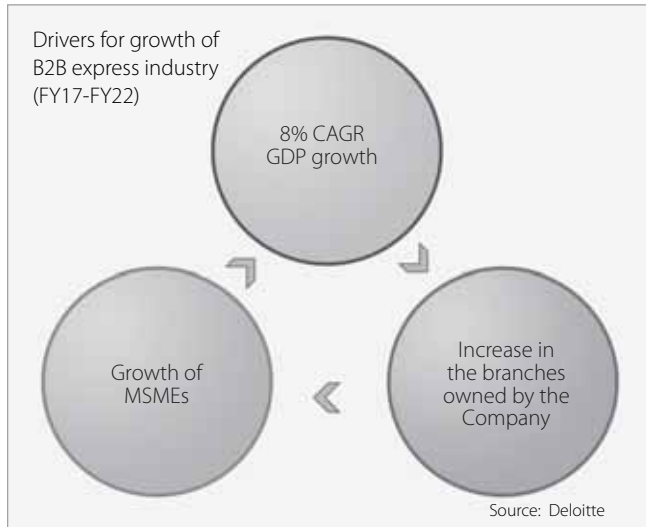 Drivers for growth of
B2B express industry
(FY17-FY22)
8% CAGR
GDP growth
Growth of
MSMEs
Increase in
the branches
owned by the
Company
Source: Deloitte